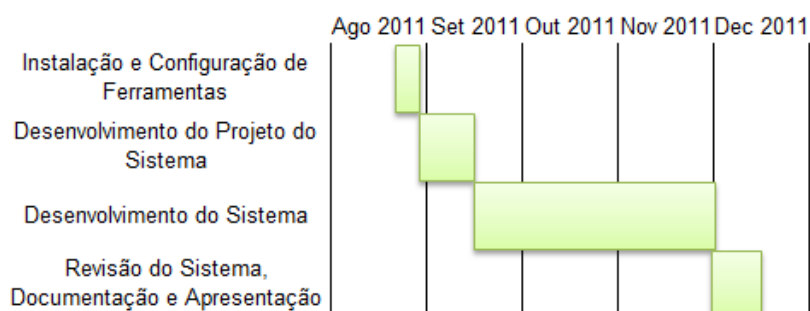 Ago 2011 Set 2011 Out 2011 Nov 2011 Dec 2011
Instalação e Configuração de
Ferramentas
Desenvolvimento do Projeto do
Sistema
Desenvolvimento do Sistema
Revisão do Sistema,
Documentação e Apresentação